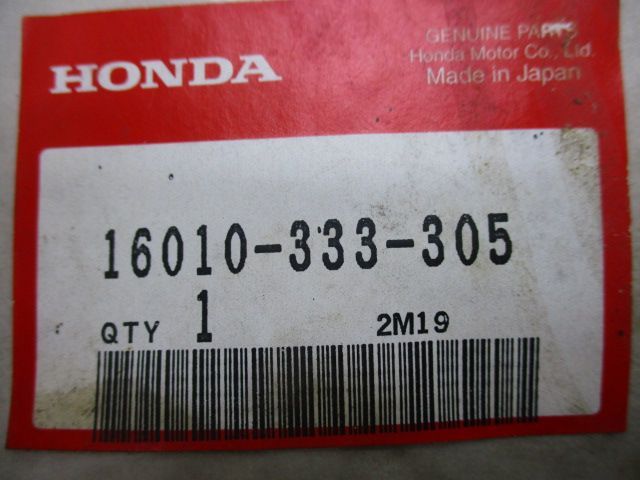 HONDA
GENUINE PARTS
Honda Motor Co., Ltd.
Made in Japan
16010-333-305
QTY 1 2M19